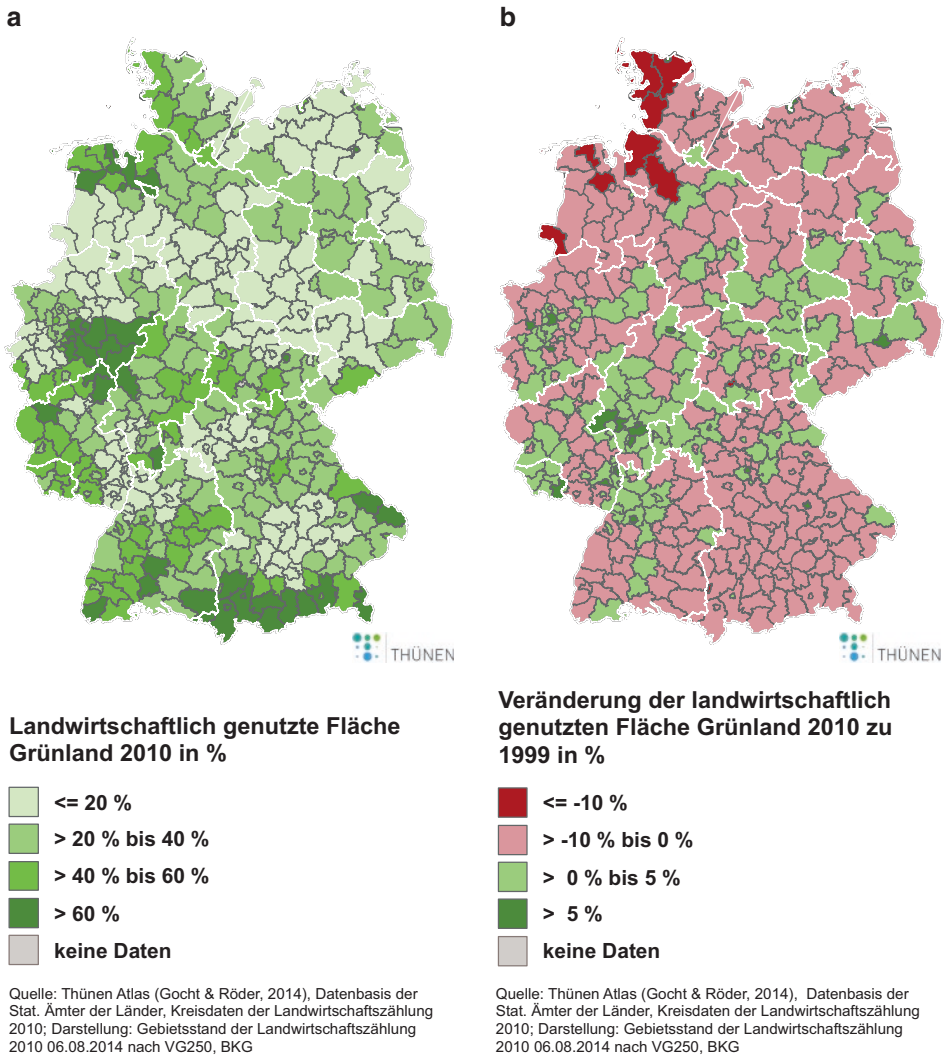 a
b
THÜNEN
THÜNEN
Landwirtschaftlich genutzte Fläche
Grünland 2010 in %
<= 20 %
> 20 % bis 40 %
> 40 % bis 60 %
> 60 %
keine Daten
Quelle: Thünen Atlas (Gocht & Röder, 2014), Datenbasis der
Stat. Ämter der Länder, Kreisdaten der Landwirtschaftszählung
2010; Darstellung: Gebietsstand der Landwirtschaftszählung
2010 06.08.2014 nach VG250, BKG
Veränderung der landwirtschaftlich
genutzten Fläche Grünland 2010 zu
1999 in %
<= -10 %
> -10 % bis 0 %
> 0 % bis 5 %
> 5 %
keine Daten
Quelle: Thünen Atlas (Gocht & Röder, 2014), Datenbasis der
Stat. Ämter der Länder, Kreisdaten der Landwirtschaftszählung
2010; Darstellung: Gebietsstand der Landwirtschaftszählung
2010 06.08.2014 nach VG250, BKG